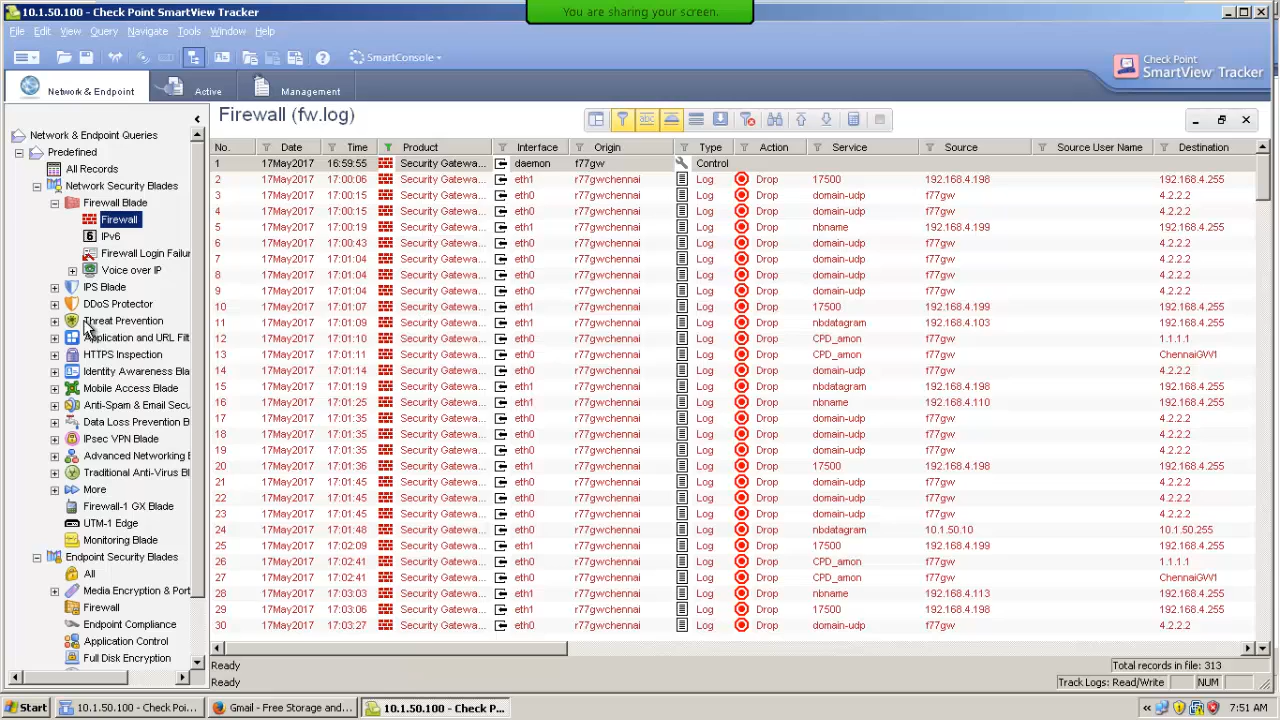 10.1.50.100 - Check Point SmartView Tracker
You are sharing your screen.
File Edit View Query Navigate Tools Window Help
SmartConsole
Check Point
SmartView Tracker
Network & Endpoint Active Management
Firewall (fw.log)
Network & Endpoint Queries
Predefined
All Records
Network Security Blades
Firewall Blade
Firewall
IPv6
Firewall Login Failur
Voice over IP
IPS Blade
DDoS Protector
Threat Prevention
Application and URL Filt
HTTPS Inspection
Identity Awareness Bla
Mobile Access Blade
Anti-Spam & Email Secu
Data Loss Prevention B
IPsec VPN Blade
Advanced Networking E
Traditional Anti-Virus Bl
More
Firewall-1 GX Blade
UTM-1 Edge
Monitoring Blade
Endpoint Security Blades
All
Media Encryption & Port
Firewall
Endpoint Compliance
Application Control
Full Disk Encryption
No. Date Time Product Interface Origin Type Action Service Source Source User Name Destination
1 17May2017 16:59:55 Security Gatewa... daemon f77gw Control
2 17May2017 17:00:06 Security Gatewa... eth1 r77gwchennai Log Drop 17500 192.168.4.198 192.168.4.255
3 17May2017 17:00:15 Security Gatewa... eth0 r77gwchennai Log Drop domain-udp f77gw 4.2.2.2
4 17May2017 17:00:15 Security Gatewa... eth0 r77gwchennai Log Drop domain-udp f77gw 4.2.2.2
5 17May2017 17:00:19 Security Gatewa... eth1 r77gwchennai Log Drop nbname 192.168.4.199 192.168.4.255
6 17May2017 17:00:43 Security Gatewa... eth0 r77gwchennai Log Drop domain-udp f77gw 4.2.2.2
7 17May2017 17:01:04 Security Gatewa... eth0 r77gwchennai Log Drop domain-udp f77gw 4.2.2.2
8 17May2017 17:01:04 Security Gatewa... eth0 r77gwchennai Log Drop domain-udp f77gw 4.2.2.2
9 17May2017 17:01:04 Security Gatewa... eth0 r77gwchennai Log Drop domain-udp f77gw 4.2.2.2
10 17May2017 17:01:07 Security Gatewa... eth1 r77gwchennai Log Drop 17500 192.168.4.199 192.168.4.255
11 17May2017 17:01:09 Security Gatewa... eth1 r77gwchennai Log Drop nbdatagram 192.168.4.103 192.168.4.255
12 17May2017 17:01:10 Security Gatewa... eth0 r77gwchennai Log Drop CPD_amon f77gw 1.1.1.1
13 17May2017 17:01:11 Security Gatewa... eth0 r77gwchennai Log Drop CPD_amon f77gw ChennaiGW1
14 17May2017 17:01:14 Security Gatewa... eth0 r77gwchennai Log Drop domain-udp f77gw 4.2.2.2
15 17May2017 17:01:19 Security Gatewa... eth1 r77gwchennai Log Drop nbdatagram 192.168.4.198 192.168.4.255
16 17May2017 17:01:29 Security Gatewa... eth1 r77gwchennai Log Drop nbname 192.168.4.110 192.168.4.255
17 17May2017 17:01:35 Security Gatewa... eth0 r77gwchennai Log Drop domain-udp f77gw 4.2.2.2
18 17May2017 17:01:35 Security Gatewa... eth0 r77gwchennai Log Drop domain-udp f77gw 4.2.2.2
19 17May2017 17:01:35 Security Gatewa... eth0 r77gwchennai Log Drop domain-udp f77gw 4.2.2.2
20 17May2017 17:01:36 Security Gatewa... eth1 r77gwchennai Log Drop 17500 192.168.4.198 192.168.4.255
21 17May2017 17:01:45 Security Gatewa... eth0 r77gwchennai Log Drop domain-udp f77gw 4.2.2.2
22 17May2017 17:01:45 Security Gatewa... eth0 r77gwchennai Log Drop domain-udp f77gw 4.2.2.2
23 17May2017 17:01:45 Security Gatewa... eth0 r77gwchennai Log Drop domain-udp f77gw 4.2.2.2
24 17May2017 17:01:48 Security Gatewa... eth0 r77gwchennai Log Drop nbdatagram 10.1.50.10 10.1.50.255
25 17May2017 17:02:09 Security Gatewa... eth1 r77gwchennai Log Drop 17500 192.168.4.199 192.168.4.255
26 17May2017 17:02:41 Security Gatewa... eth0 r77gwchennai Log Drop CPD_amon f77gw 1.1.1.1
27 17May2017 17:02:41 Security Gatewa... eth0 r77gwchennai Log Drop CPD_amon f77gw ChennaiGW1
28 17May2017 17:03:03 Security Gatewa... eth1 r77gwchennai Log Drop nbname 192.168.4.113 192.168.4.255
29 17May2017 17:03:06 Security Gatewa... eth1 r77gwchennai Log Drop 17500 192.168.4.198 192.168.4.255
30 17May2017 17:03:27 Security Gatewa... eth0 r77gwchennai Log Drop domain-udp f77gw 4.2.2.2
Ready Total records in file: 313
Ready Track Logs: Read/Write NUM
Start 10.1.50.100 - Check Poi... Gmail - Free Storage and... 10.1.50.100 - Check P... 7:51 AM